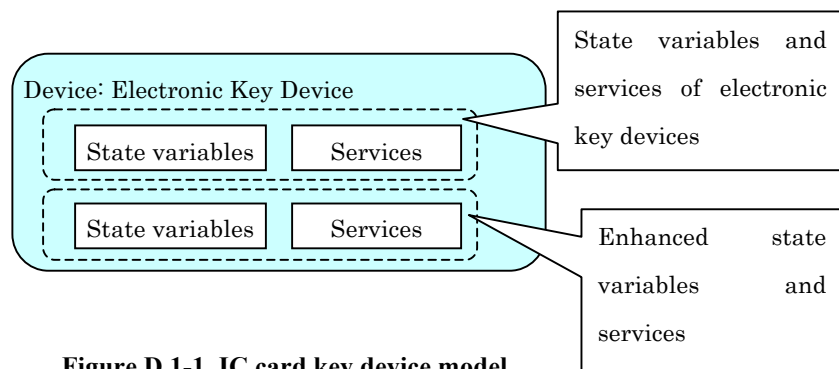 Device: Electronic Key Device
State variables
Services
State variables
Services
State variables and
services of electronic
key devices
Enhanced state
variables and
services
Figure D.1-1 IC card key device model